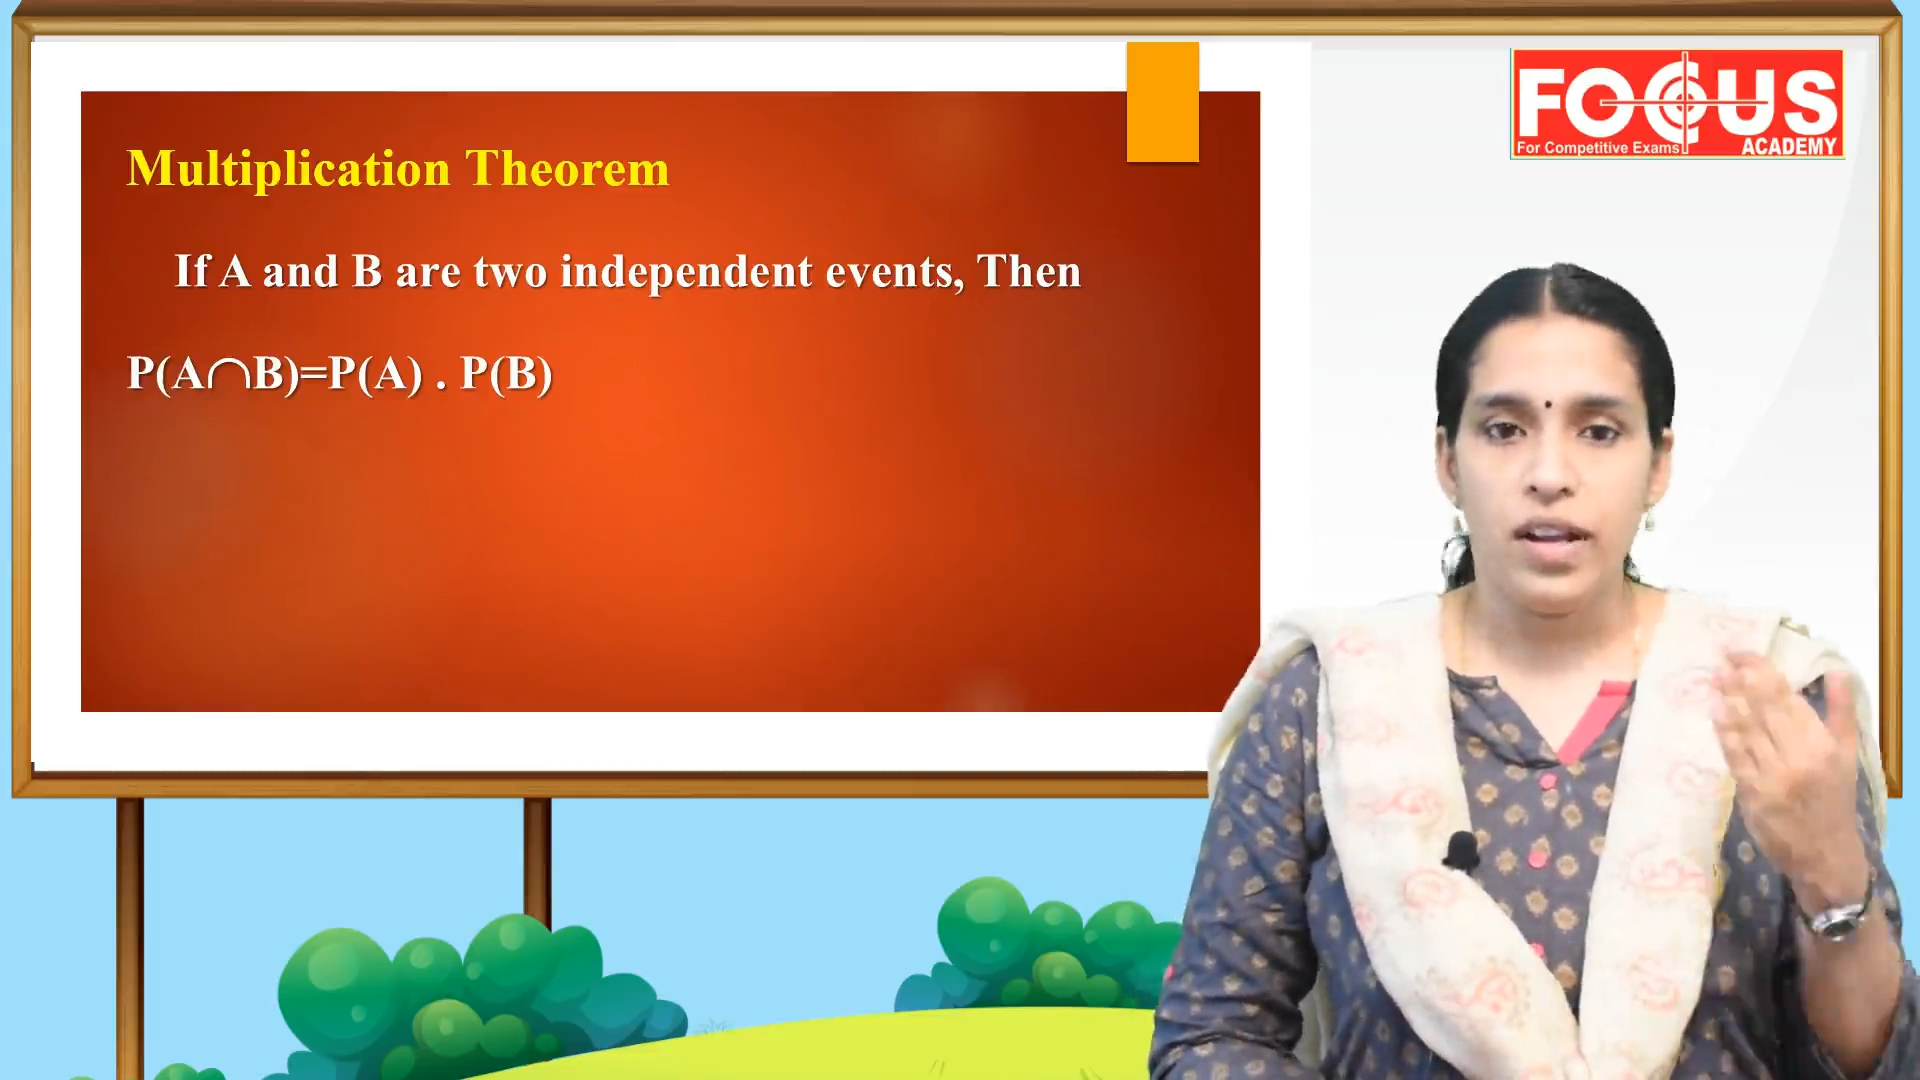 FOCUS
For Competitive Exams
ACADEMY
Multiplication Theorem
If A and B are two independent events, Then
P(A∩B)=P(A) . P(B)